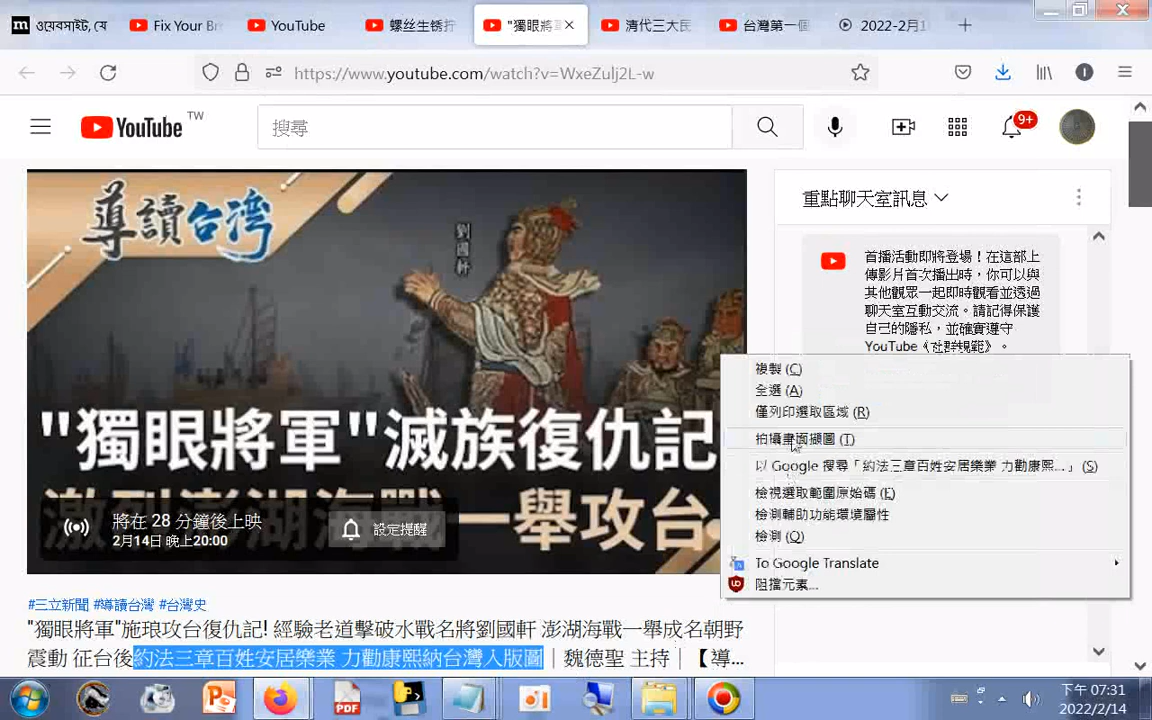 ওয়েবসাইট, যে
Fix Your Br
YouTube
螺丝生锈拧
"獨眼將
清代三大民
台灣第一個
2022-2月1
https://www.youtube.com/watch?v=WxeZulj2L-w
YouTube TW
搜尋
9+
導讀台灣
劉國軒
"獨眼將軍"滅族復仇記
激烈澎湖海戰一舉攻台
將在 28 分鐘後上映
2月14日 晚上20:00
設定提醒
重點聊天室訊息
首播活動即將登場！在這部上
傳影片首次播出時，你可以與
其他觀眾一起即時觀看並透過
聊天室互動交流。請記得保護
自己的隱私，並確實遵守
YouTube《社群規範》。
複製 (C)
全選 (A)
僅列印選取區域 (R)
拍攝畫面擷圖 (T)
以 Google 搜尋「約法三章百姓安居樂業 力勸康熙...」(S)
檢視選取範圍原始碼 (E)
檢測輔助功能環境屬性
檢測 (Q)
To Google Translate
阻擋元素...
#三立新聞 #導讀台灣 #台灣史
"獨眼將軍"施琅攻台復仇記! 經驗老道擊破水戰名將劉國軒 澎湖海戰一舉成名朝野
震動 征台後約法三章百姓安居樂業 力勸康熙納台灣入版圖｜魏德聖 主持｜【導...
下午 07:31
2022/2/14